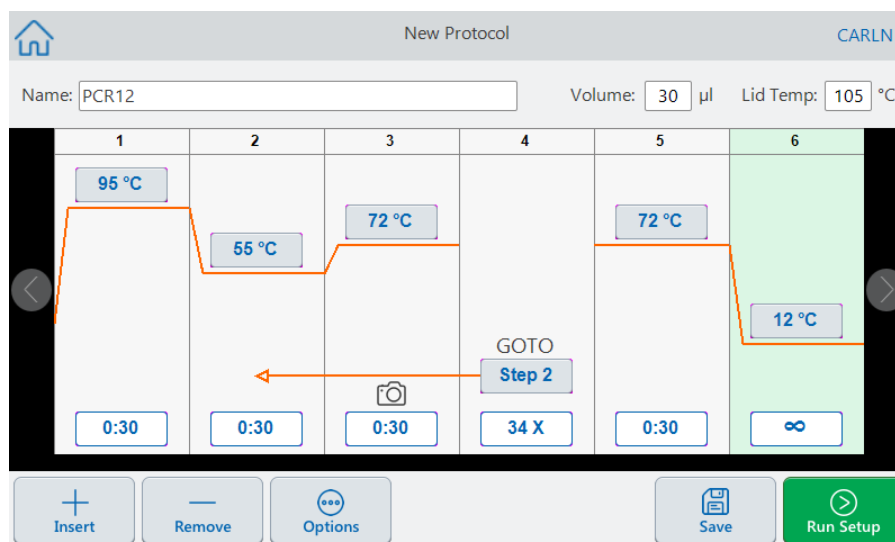 New Protocol CARLN
Name: PCR12 Volume: 30 µl Lid Temp: 105 °C
1 2 3 4 5 6
95 °C
72 °C 72 °C
55 °C
12 °C
GOTO
Step 2
0:30 0:30 0:30 34 X 0:30 ∞
Insert Remove Options Save Run Setup